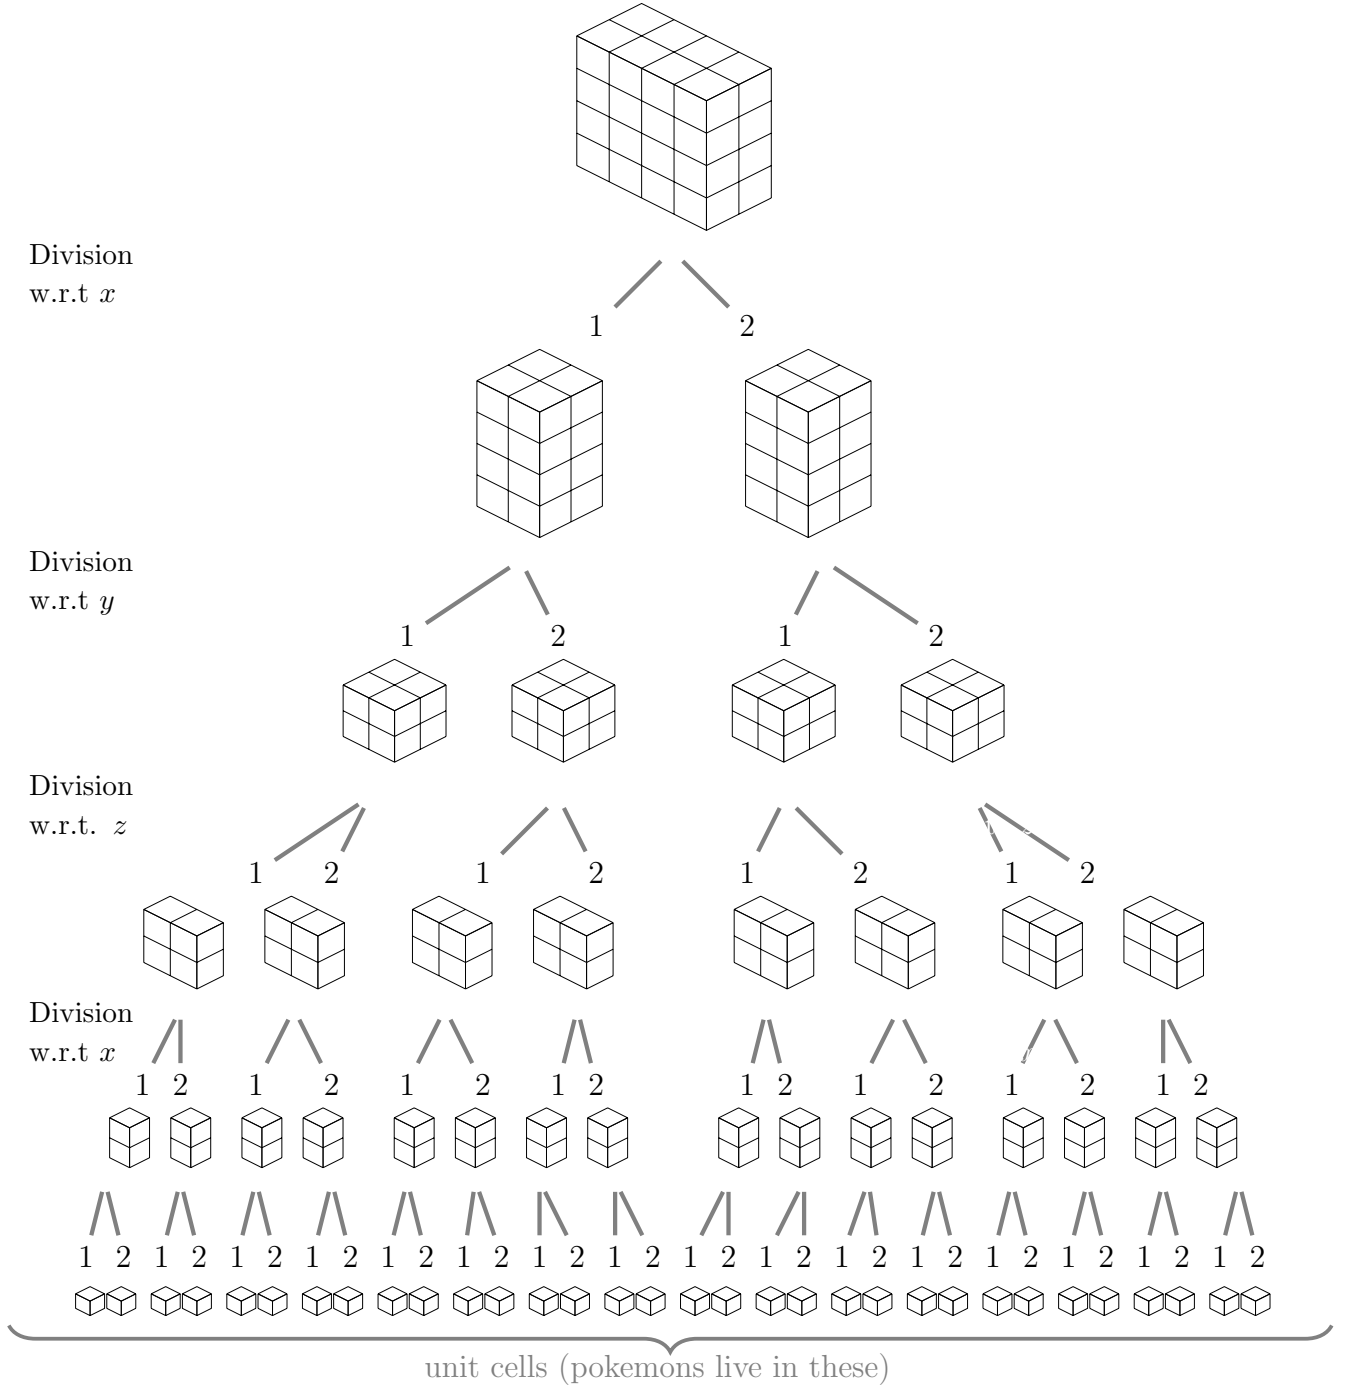 Division
w.r.t x
1 2
Division
w.r.t y
1 2 1 2
Division
w.r.t. z
1 2 1 2 1 2 1 2
Division
w.r.t x
1 2 1 2 1 2 1 2 1 2 1 2 1 2 1 2
1 2 1 2 1 2 1 2 1 2 1 2 1 2 1 2 1 2 1 2 1 2 1 2 1 2 1 2 1 2 1 2
unit cells (pokemons live in these)